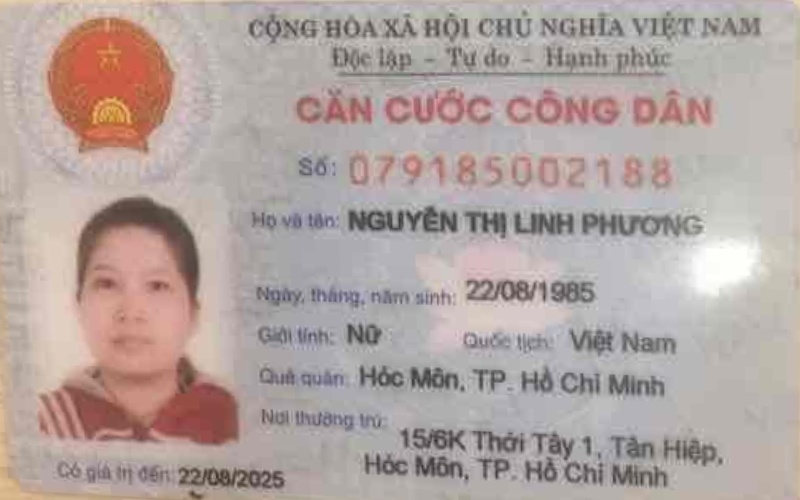 CỘNG HÒA XÃ HỘI CHỦ NGHĨA VIỆT NAM
Độc lập - Tự do - Hạnh phúc
CĂN CƯỚC CÔNG DÂN
Số: 079185002188
Họ và tên: NGUYỄN THỊ LINH PHƯƠNG
Ngày, tháng, năm sinh: 22/08/1985
Giới tính: Nữ Quốc tịch: Việt Nam
Quê quán: Hóc Môn, TP. Hồ Chí Minh
Nơi thường trú:
15/6K Thới Tây 1, Tân Hiệp,
Hóc Môn, TP. Hồ Chí Minh
Có giá trị đến: 22/08/2025